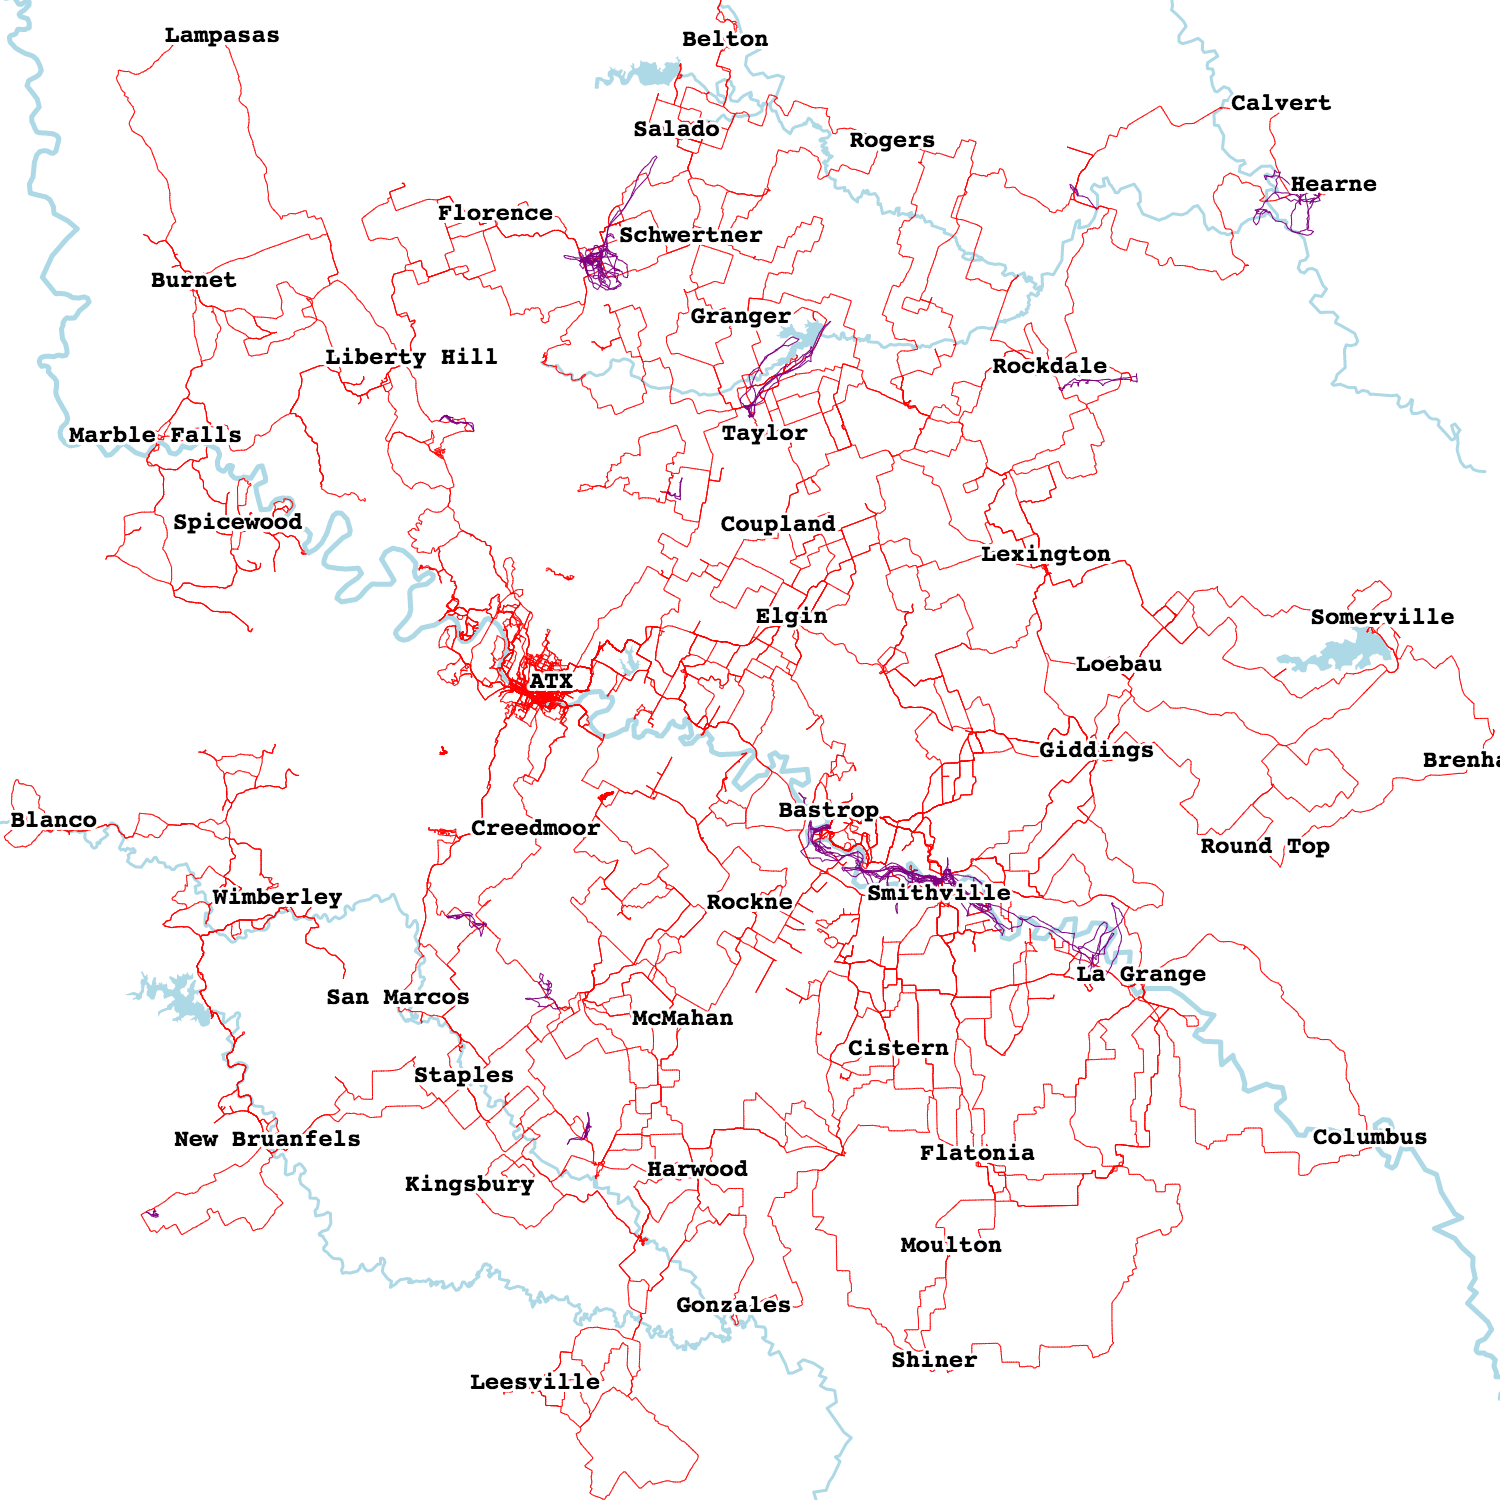 Lampasas
Belton
Calvert
Salado
Rogers
Hearne
Florence
Schwertner
Burnet
Granger
Liberty Hill
Rockdale
Marble Falls
Taylor
Spicewood
Coupland
Lexington
Elgin
Somerville
Loebau
ATX
Giddings
Brenha
Bastrop
Blanco
Creedmoor
Round Top
Smithville
Wimberley
Rockne
La Grange
San Marcos
McMahan
Cistern
Staples
New Bruanfels
Columbus
Flatonia
Harwood
Kingsbury
Moulton
Gonzales
Shiner
Leesville